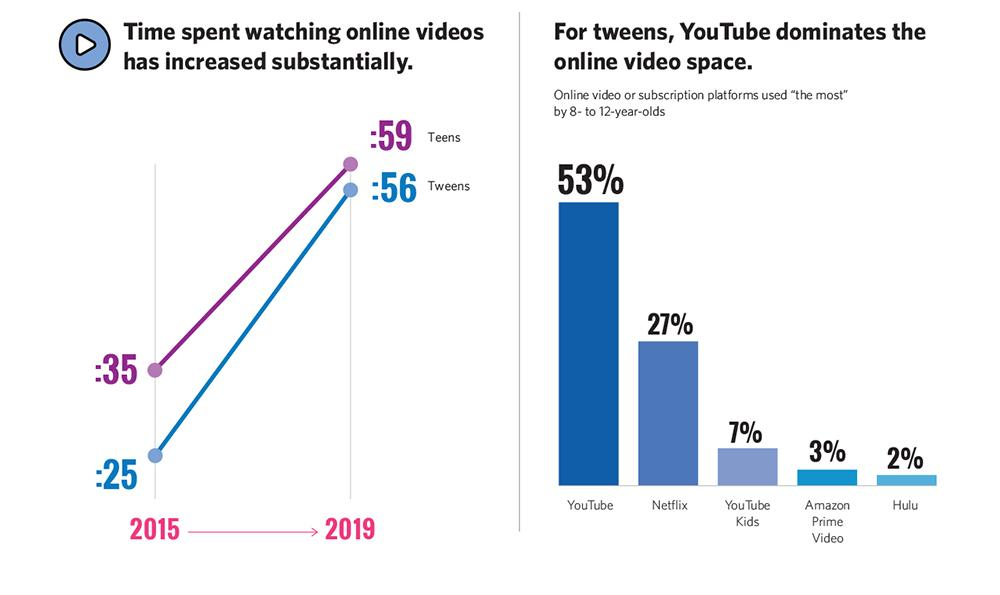 Time spent watching online videos
has increased substantially.
:59 Teens
:56 Tweens
:35
:25
2015
2019
For tweens, YouTube dominates the
online video space.
Online video or subscription platforms used “the most”
by 8- to 12-year-olds
53%
27%
7%
3%
2%
YouTube
Netflix
YouTube
Kids
Amazon
Prime
Video
Hulu